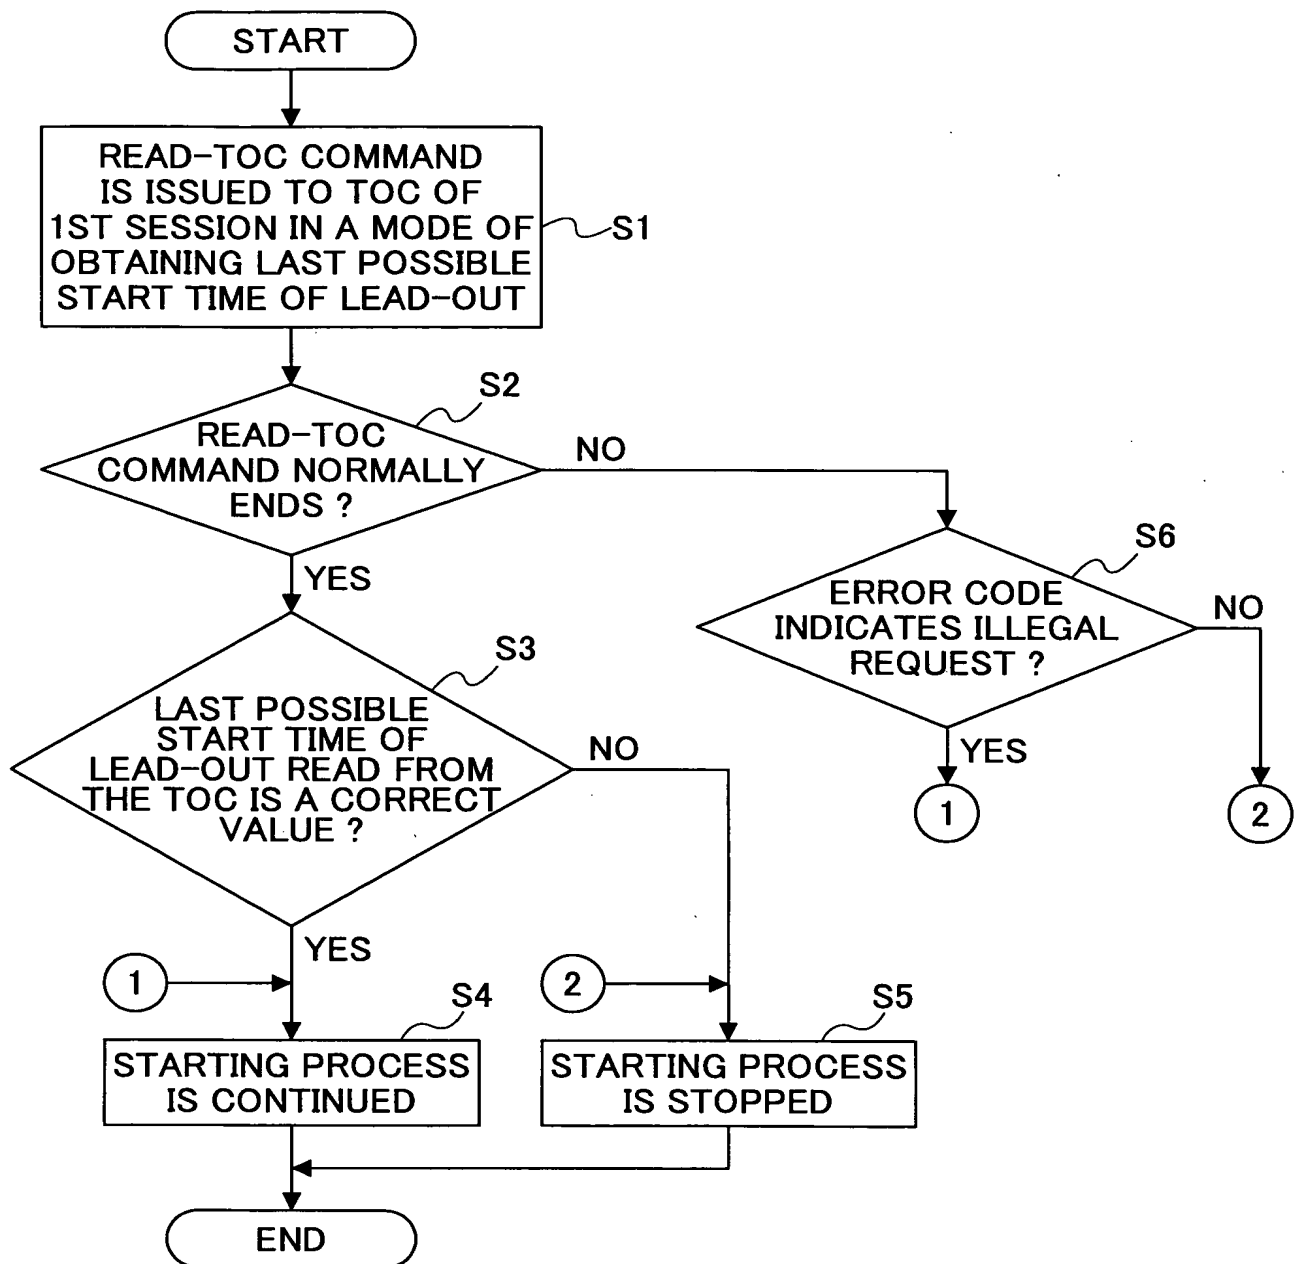 START
READ-TOC COMMAND
IS ISSUED TO TOC OF
1ST SESSION IN A MODE OF
OBTAINING LAST POSSIBLE
START TIME OF LEAD-OUT
S1
S2
READ-TOC
COMMAND NORMALLY
ENDS ?
NO
YES
S6
ERROR CODE
INDICATES ILLEGAL
REQUEST ?
NO
YES
1
2
S3
LAST POSSIBLE
START TIME OF
LEAD-OUT READ FROM
THE TOC IS A CORRECT
VALUE ?
NO
YES
1
2
S4
STARTING PROCESS
IS CONTINUED
S5
STARTING PROCESS
IS STOPPED
END